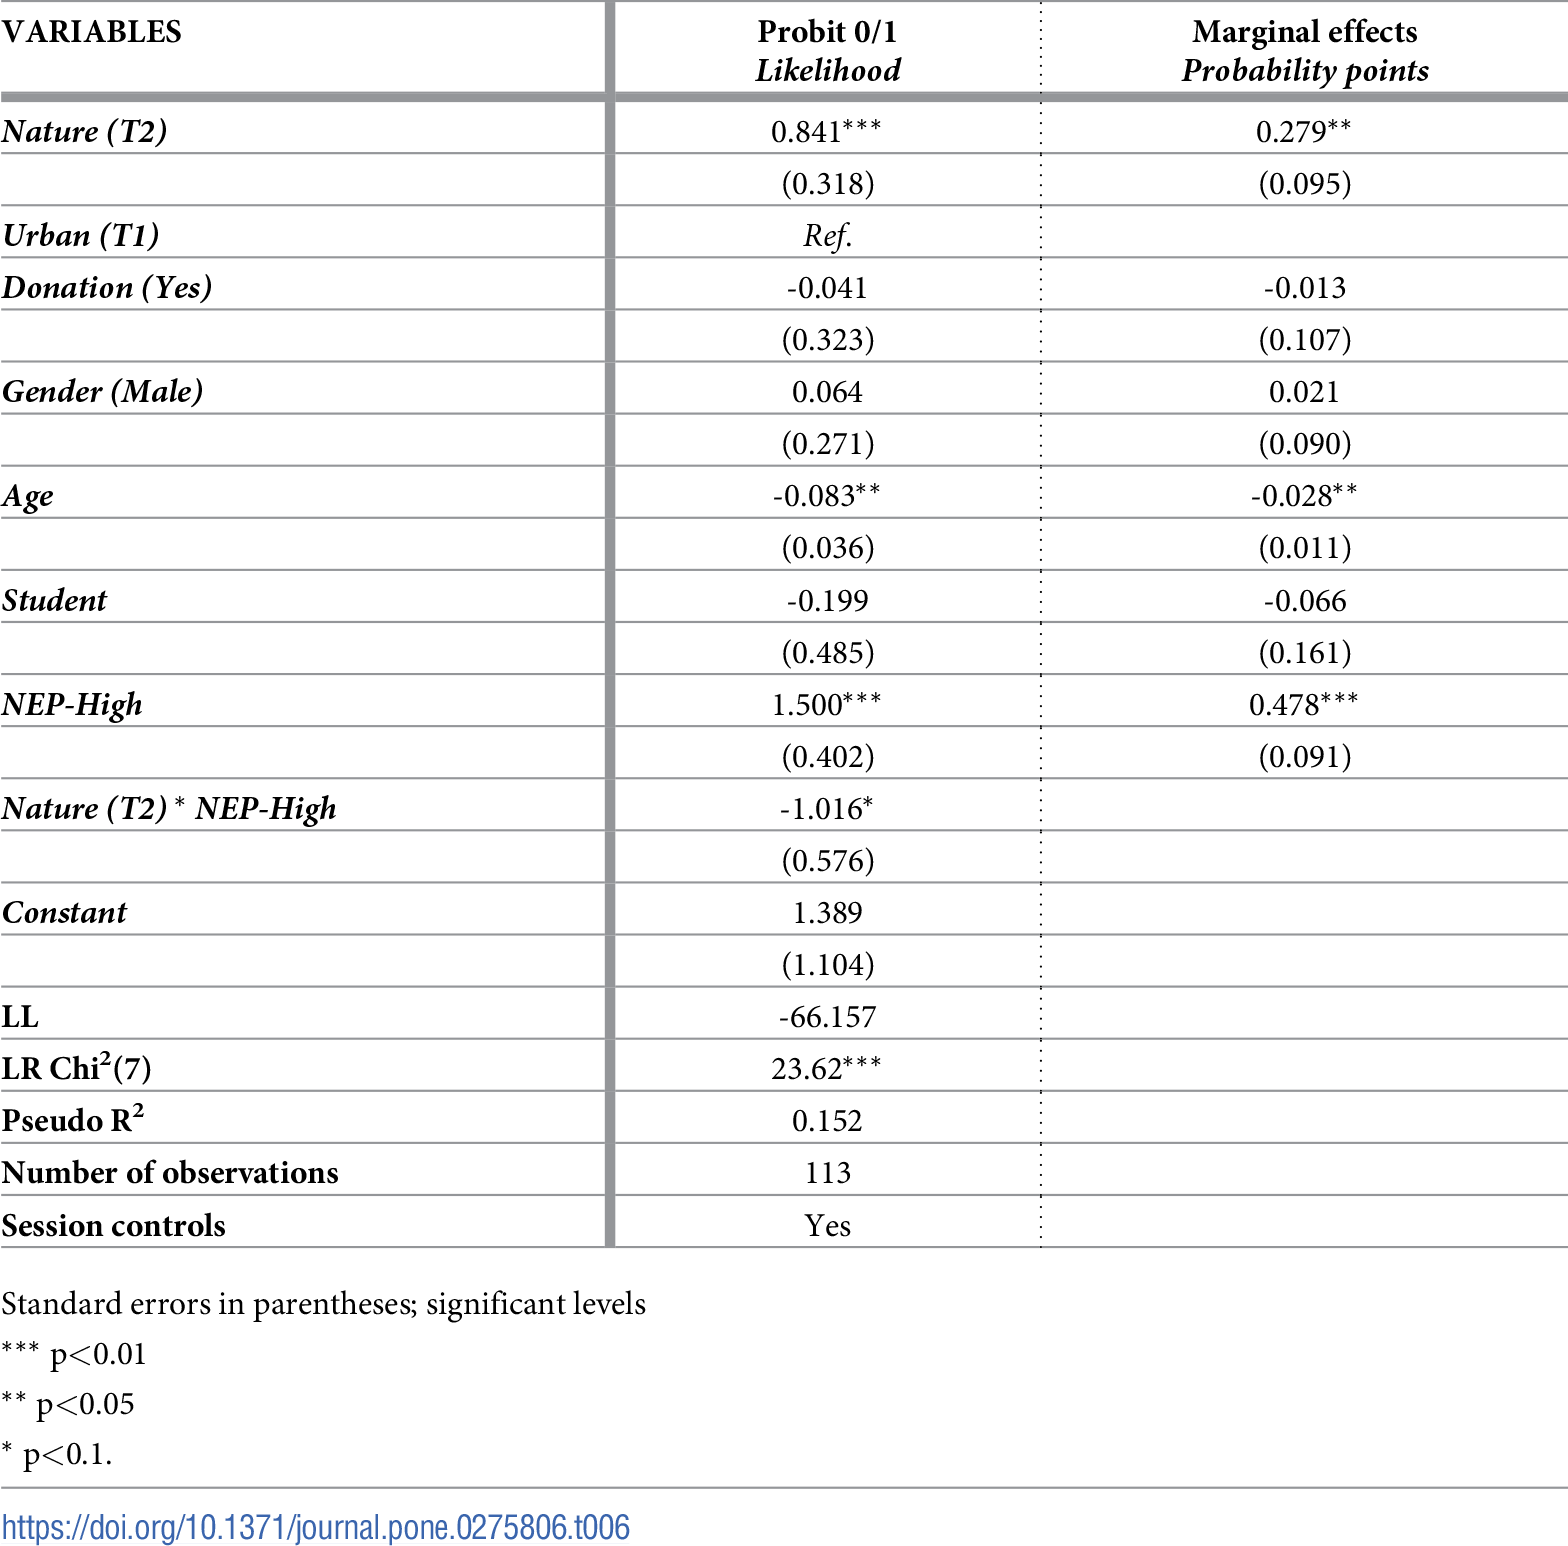 VARIABLES Probit 0/1 Marginal effects
Likelihood Probability points
Nature (T2) 0.841*** 0.279**
(0.318) (0.095)
Urban (T1) Ref.
Donation (Yes) -0.041 -0.013
(0.323) (0.107)
Gender (Male) 0.064 0.021
(0.271) (0.090)
Age -0.083** -0.028**
(0.036) (0.011)
Student -0.199 -0.066
(0.485) (0.161)
NEP-High 1.500*** 0.478***
(0.402) (0.091)
Nature (T2) * NEP-High -1.016*
(0.576)
Constant 1.389
(1.104)
LL -66.157
LR Chi²(7) 23.62***
Pseudo R² 0.152
Number of observations 113
Session controls Yes
Standard errors in parentheses; significant levels
*** p<0.01
** p<0.05
* p<0.1.
https://doi.org/10.1371/journal.pone.0275806.t006